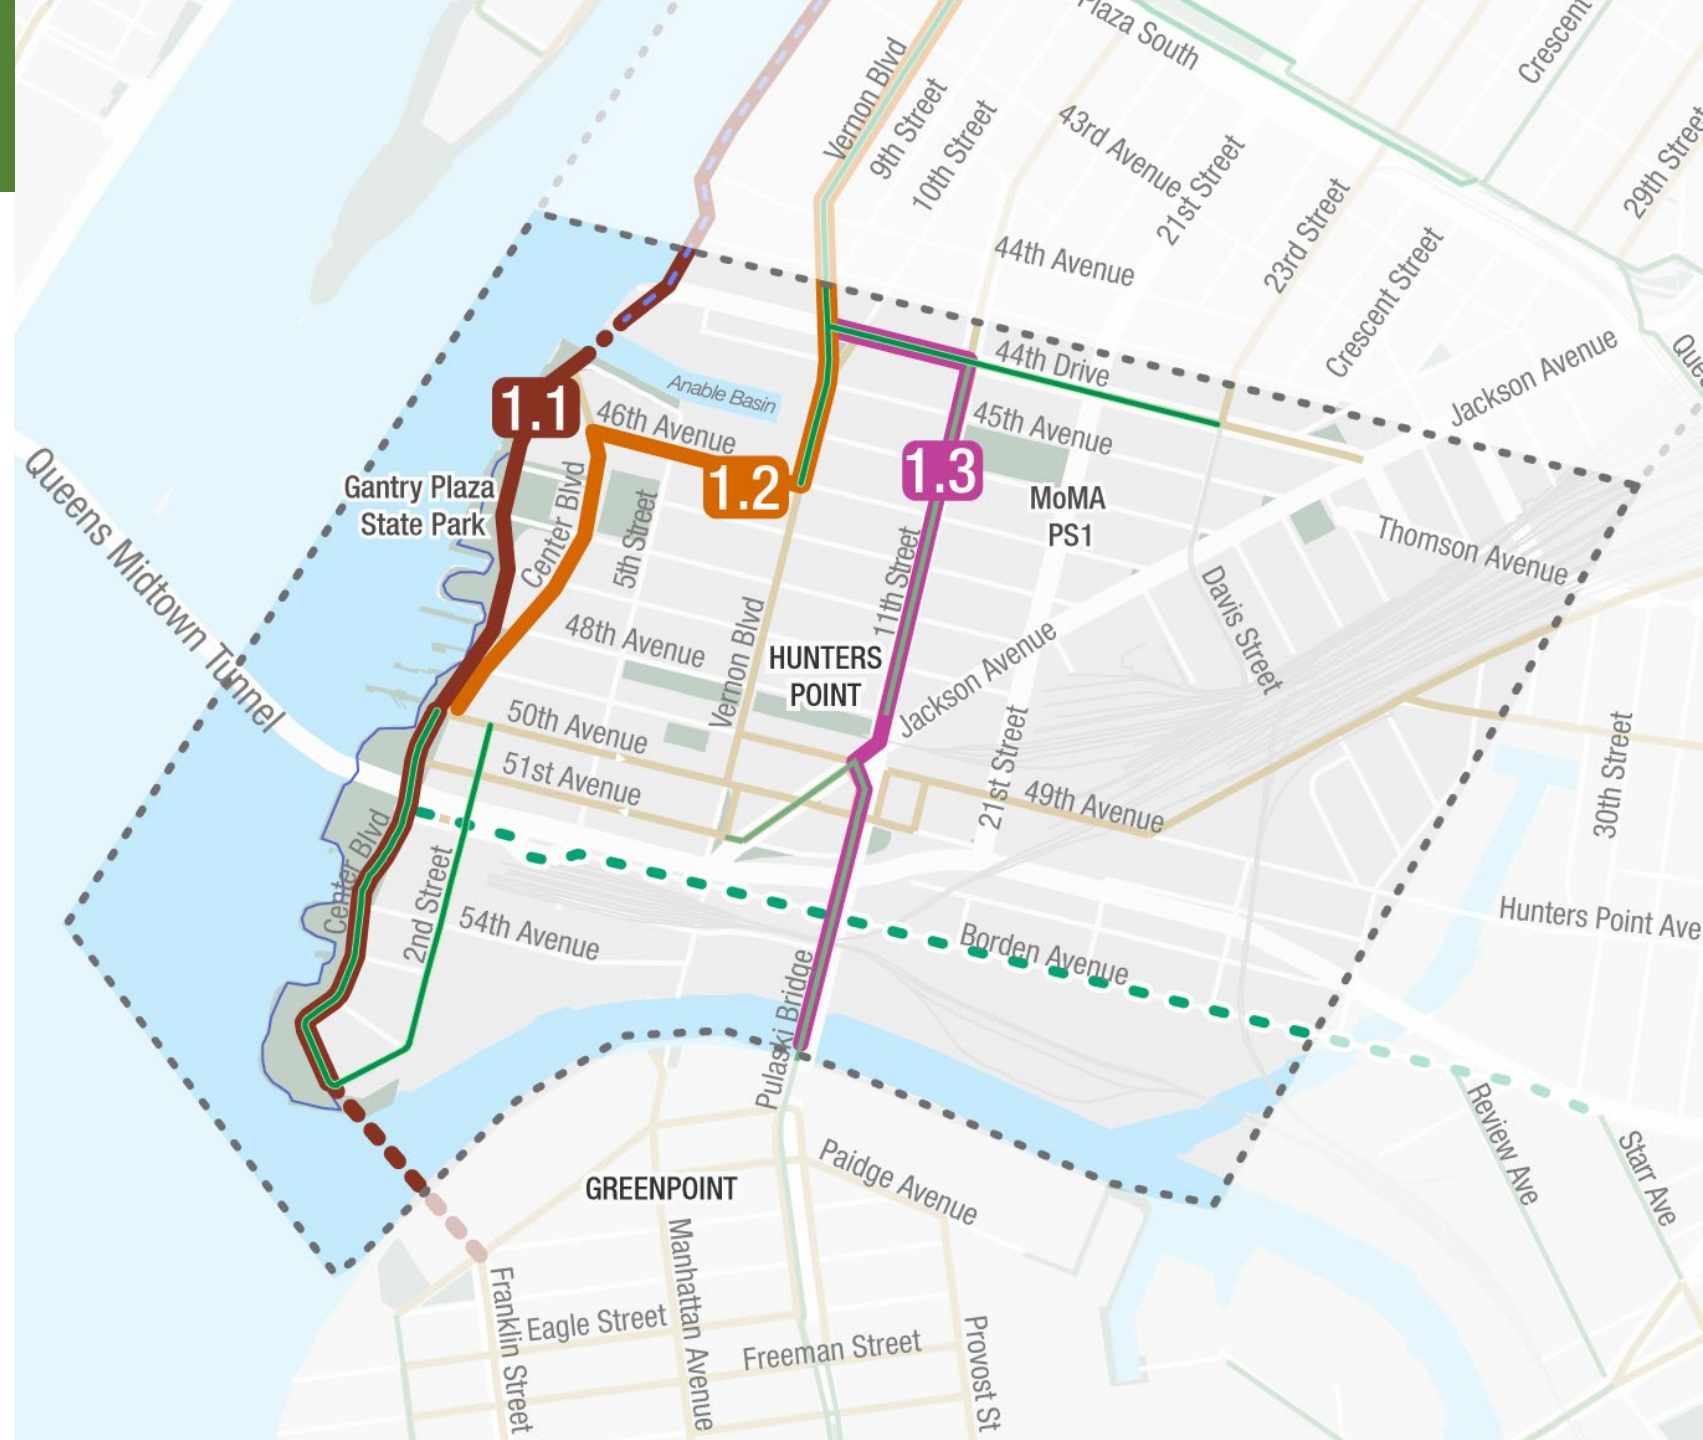 Plaza South
Crescent
Vernon Blvd
9th Street
10th Street
43rd Avenue
21st Street
29th Street
23rd Street
44th Avenue
Crescent Street
44th Drive
Jackson Avenue
Anable Basin
1.1
46th Avenue
45th Avenue
1.2
1.3
Gantry Plaza
State Park
MoMA
PS1
Queens Midtown Tunnel
Center Blvd
5th Street
11th Street
Thomson Avenue
Davis Street
48th Avenue
Vernon Blvd
HUNTERS
POINT
Jackson Avenue
50th Avenue
51st Avenue
21st Street
49th Avenue
30th Street
Center Blvd
2nd Street
54th Avenue
Borden Avenue
Hunters Point Ave
Pulaski Bridge
Review Ave
Starr Ave
GREENPOINT
Paidge Avenue
Franklin Street
Eagle Street
Manhattan Avenue
Freeman Street
Provost St